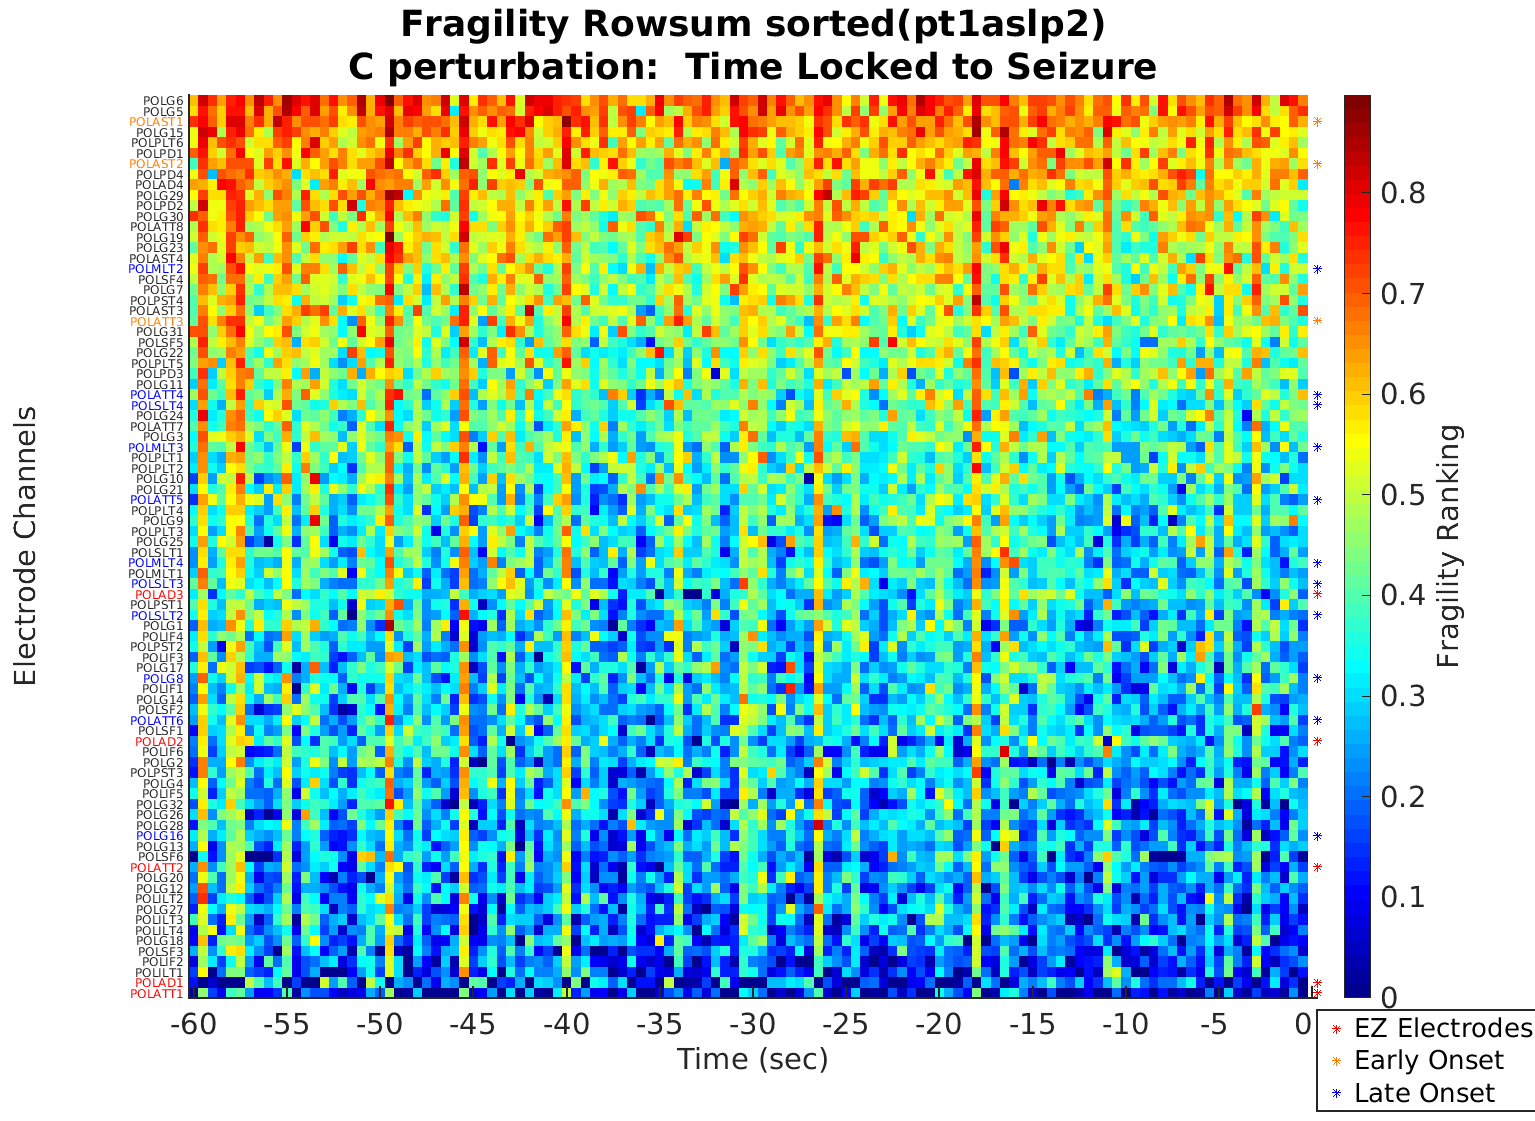 Fragility Rowsum sorted(pt1aslp2)
C perturbation: Time Locked to Seizure
Electrode Channels
POLG6
POLG5
POLAST1
POLG15
POLPLT6
POLPD1
POLAST2
POLPD4
POLAD4
POLG29
POLPD2
POLG30
POLATT8
POLG19
POLG23
POLAST4
POLMLT2
POLSF4
POLG7
POLPST4
POLAST3
POLATT3
POLG31
POLSF5
POLG22
POLPLT5
POLPD3
POLG11
POLATT4
POLSLT4
POLG24
POLATT7
POLG3
POLMLT3
POLPLT1
POLPLT2
POLG10
POLG21
POLATT5
POLPLT4
POLG9
POLPLT3
POLG25
POLSLT1
POLMLT4
POLMLT1
POLSLT3
POLAD3
POLPST1
POLSLT2
POLG1
POLIF4
POLPST2
POLIF3
POLG17
POLG8
POLIF1
POLG14
POLSF2
POLATT6
POLSF1
POLAD2
POLIF6
POLG2
POLPST3
POLG4
POLIF5
POLG32
POLG26
POLG28
POLG16
POLG13
POLSF6
POLATT2
POLG20
POLG12
POLILT2
POLG27
POLILT3
POLILT4
POLG18
POLSF3
POLIF2
POLILT1
POLAD1
POLATT1
-60 -55 -50 -45 -40 -35 -30 -25 -20 -15 -10 -5 0
Time (sec)
0.8
0.7
0.6
0.5
0.4
0.3
0.2
0.1
0
Fragility Ranking
EZ Electrodes
Early Onset
Late Onset